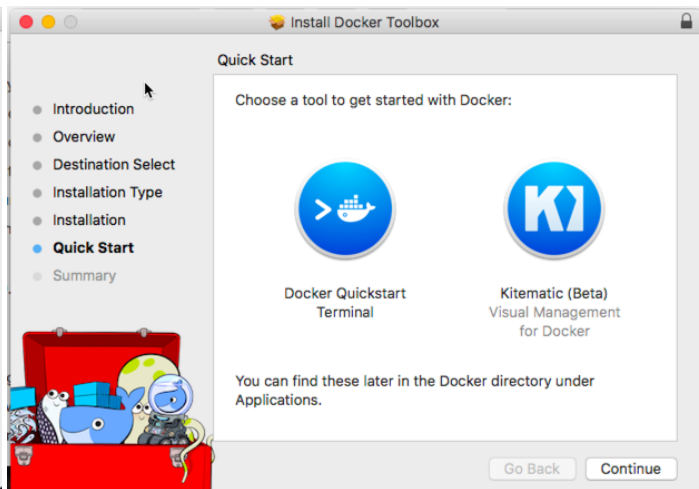 Install Docker Toolbox
Quick Start
Introduction
Overview
Destination Select
Installation Type
Installation
Quick Start
Summary
Choose a tool to get started with Docker:
Docker Quickstart
Terminal
Kitematic (Beta)
Visual Management
for Docker
You can find these later in the Docker directory under
Applications.
Go Back
Continue